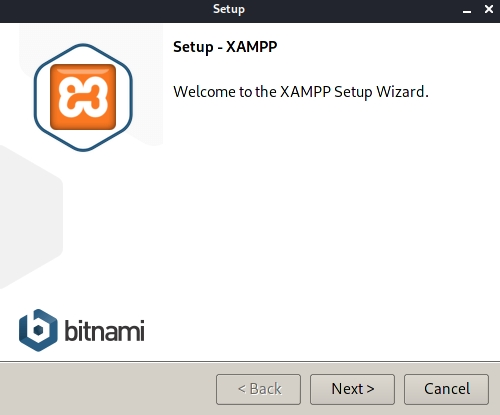 Setup
Setup - XAMPP
Welcome to the XAMPP Setup Wizard.
bitnami
< Back
Next >
Cancel